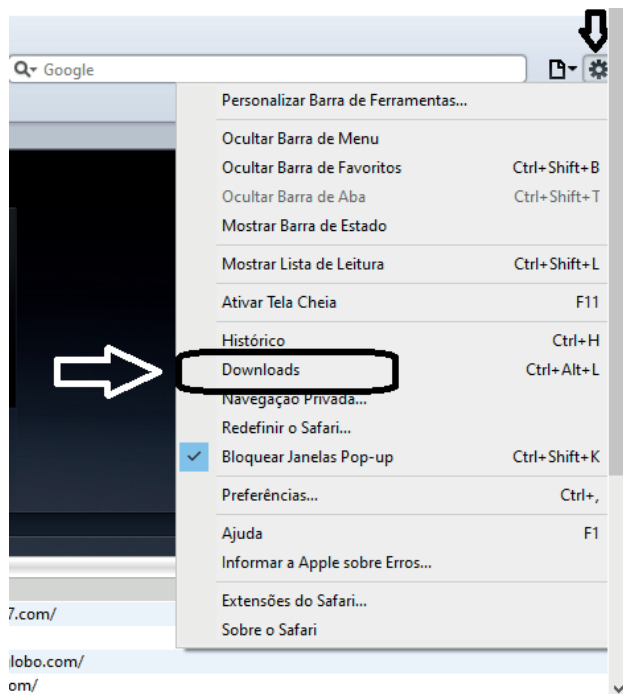 Google
Personalizar Barra de Ferramentas...
Ocultar Barra de Menu
Ocultar Barra de Favoritos Ctrl+Shift+B
Ocultar Barra de Aba Ctrl+Shift+T
Mostrar Barra de Estado
Mostrar Lista de Leitura Ctrl+Shift+L
Ativar Tela Cheia F11
Histórico Ctrl+H
Downloads Ctrl+Alt+L
Navegação Privada...
Redefinir o Safari...
Bloquear Janelas Pop-up Ctrl+Shift+K
Preferências... Ctrl+,
Ajuda F1
Informar a Apple sobre Erros...
Extensões do Safari...
7.com/
Sobre o Safari
lobo.com/
om/